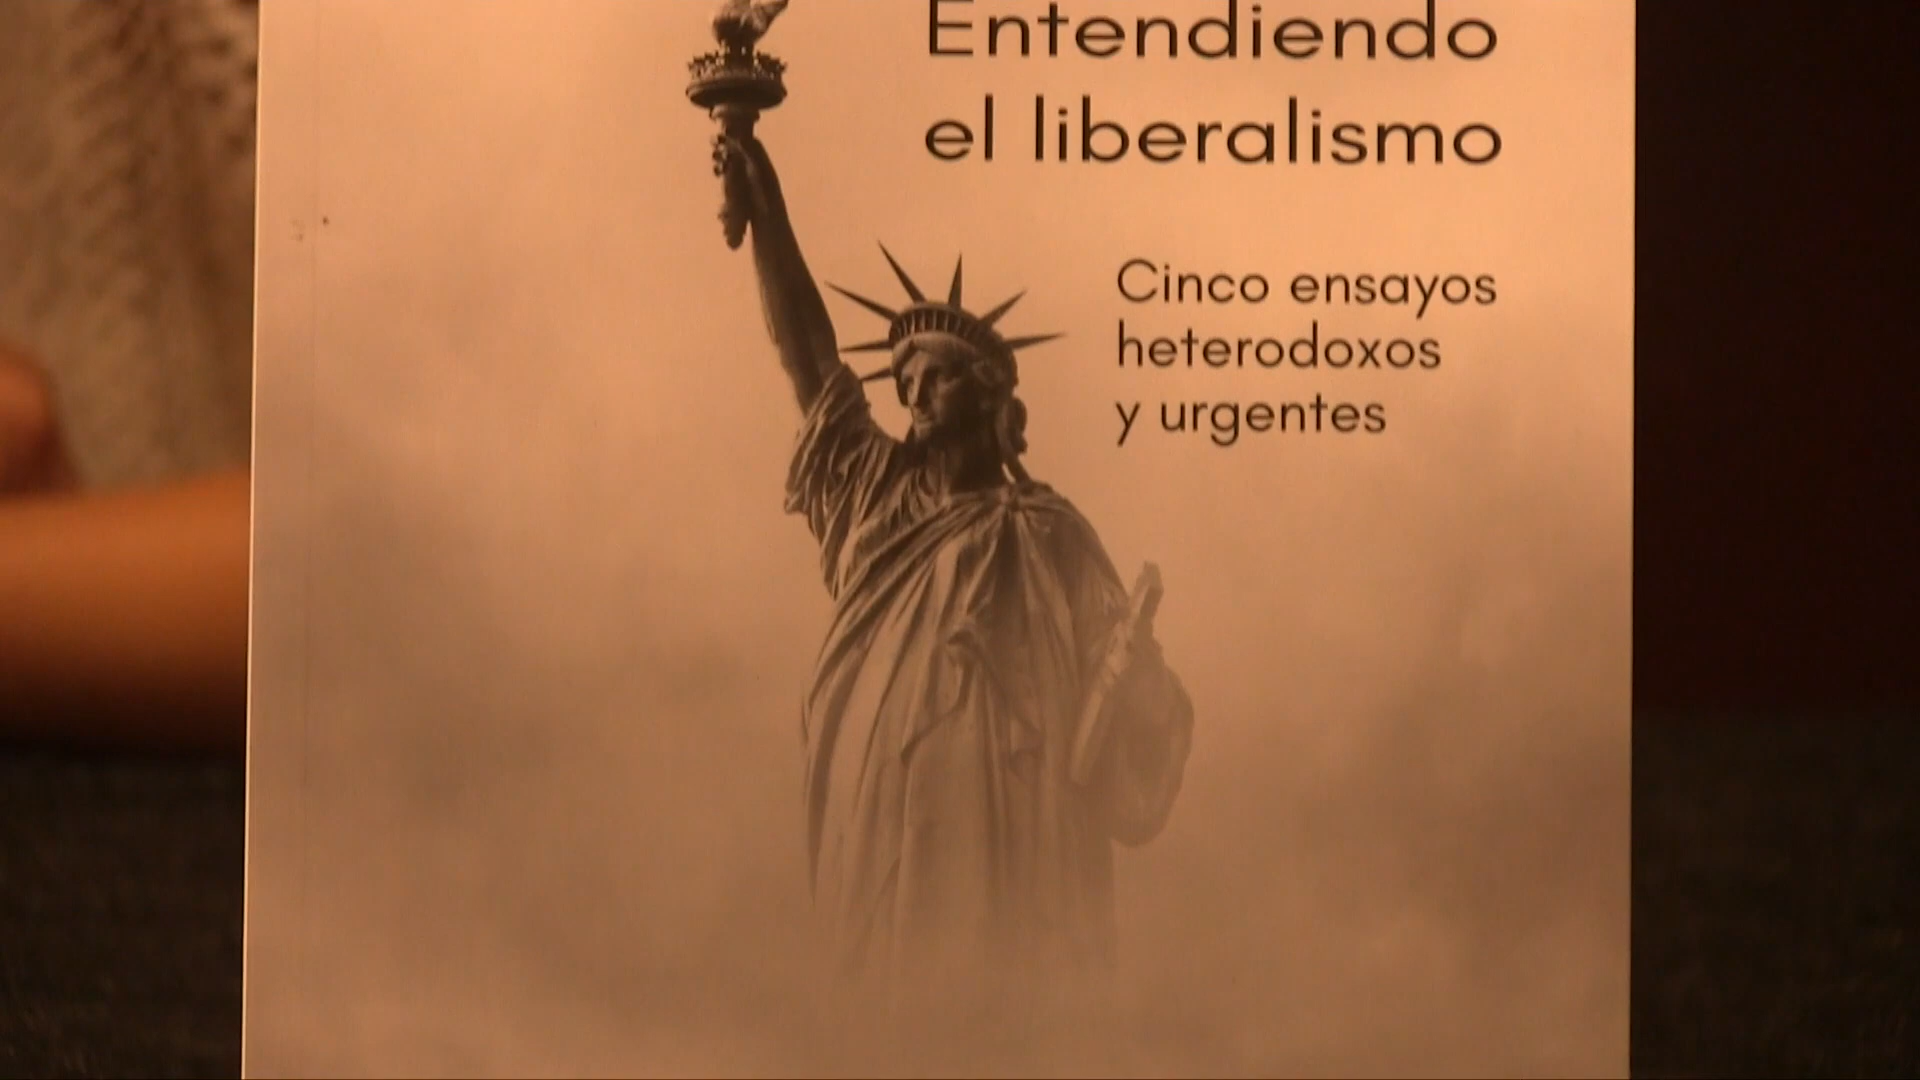 Entendiendo
el liberalismo
Cinco ensayos
heterodoxos
y urgentes